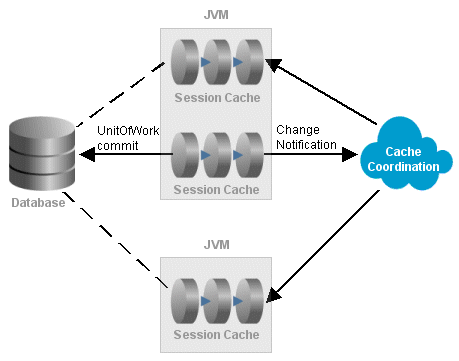 JVM
Session Cache
UnitOfWork
commit
Change
Notification
Session Cache
Cache
Coordination
Database
JVM
Session Cache